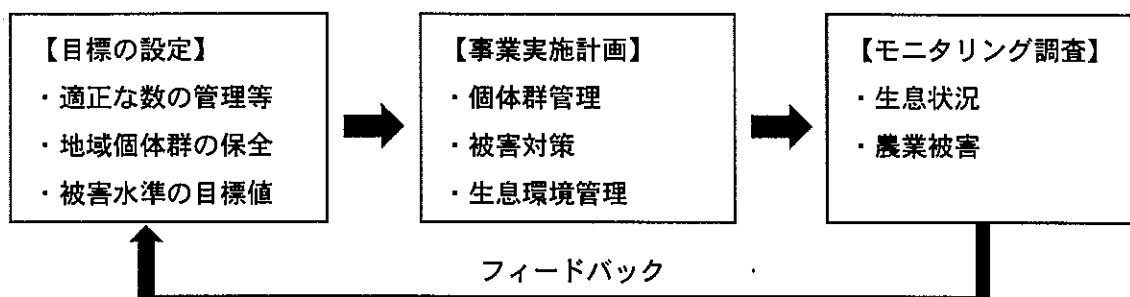 【目標の設定】
・適正な数の管理等
・地域個体群の保全
・被害水準の目標値
【事業実施計画】
・個体群管理
・被害対策
・生息環境管理
【モニタリング調査】
・生息状況
・農業被害
フィードバック